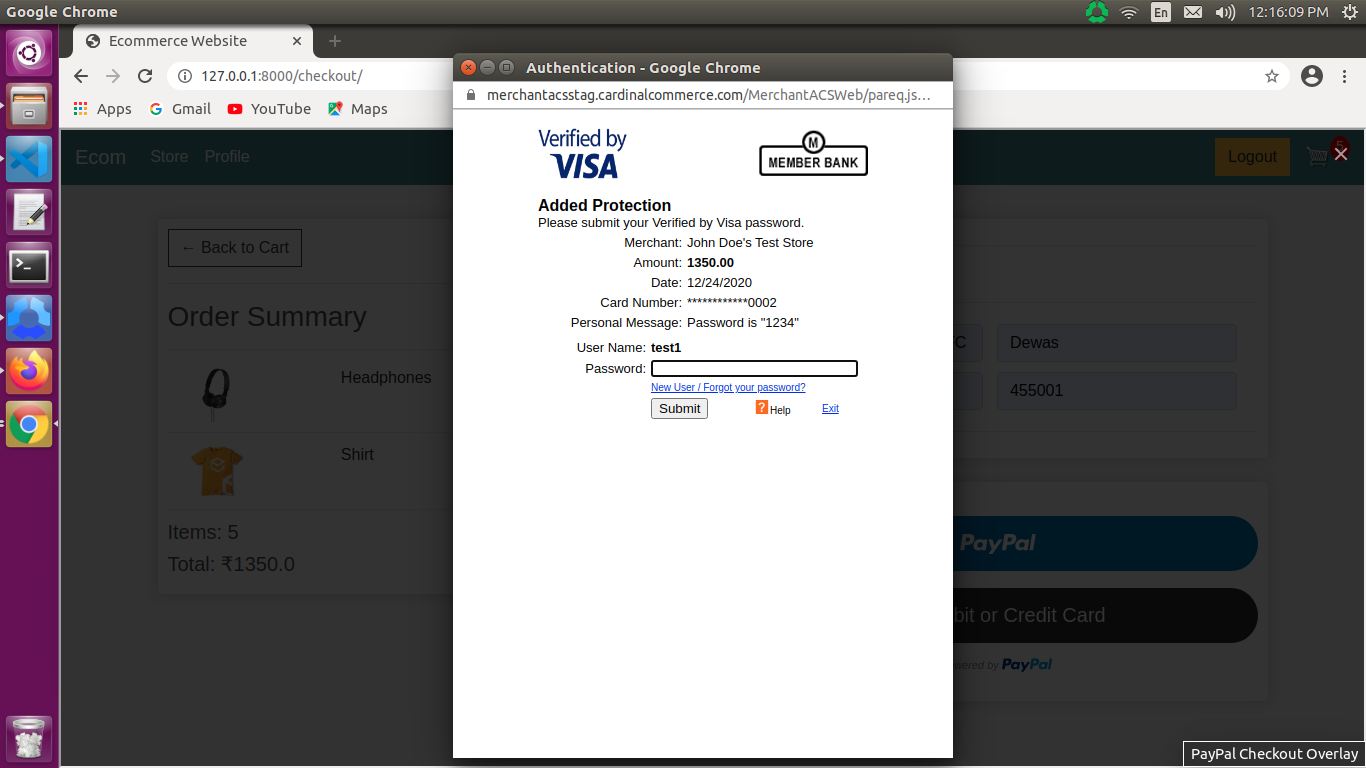 Google Chrome
En
12:16:09 PM
Ecommerce Website
127.0.0.1:8000/checkout/
Apps
Gmail
YouTube
Maps
Ecom
Store
Profile
Logout
5
← Back to Cart
Order Summary
Headphones
Shirt
Items: 5
Total: ₹1350.0
Authentication - Google Chrome
merchantacsstag.cardinalcommerce.com/MerchantACSWeb/pareq.js...
Verified by
VISA
M
MEMBER BANK
Added Protection
Please submit your Verified by Visa password.
Merchant: John Doe's Test Store
Amount: 1350.00
Date: 12/24/2020
Card Number: ************0002
Personal Message: Password is "1234"
User Name: test1
Password:
New User / Forgot your password?
Submit
? Help
Exit
C
Dewas
455001
PayPal
bit or Credit Card
wered by PayPal
PayPal Checkout Overlay